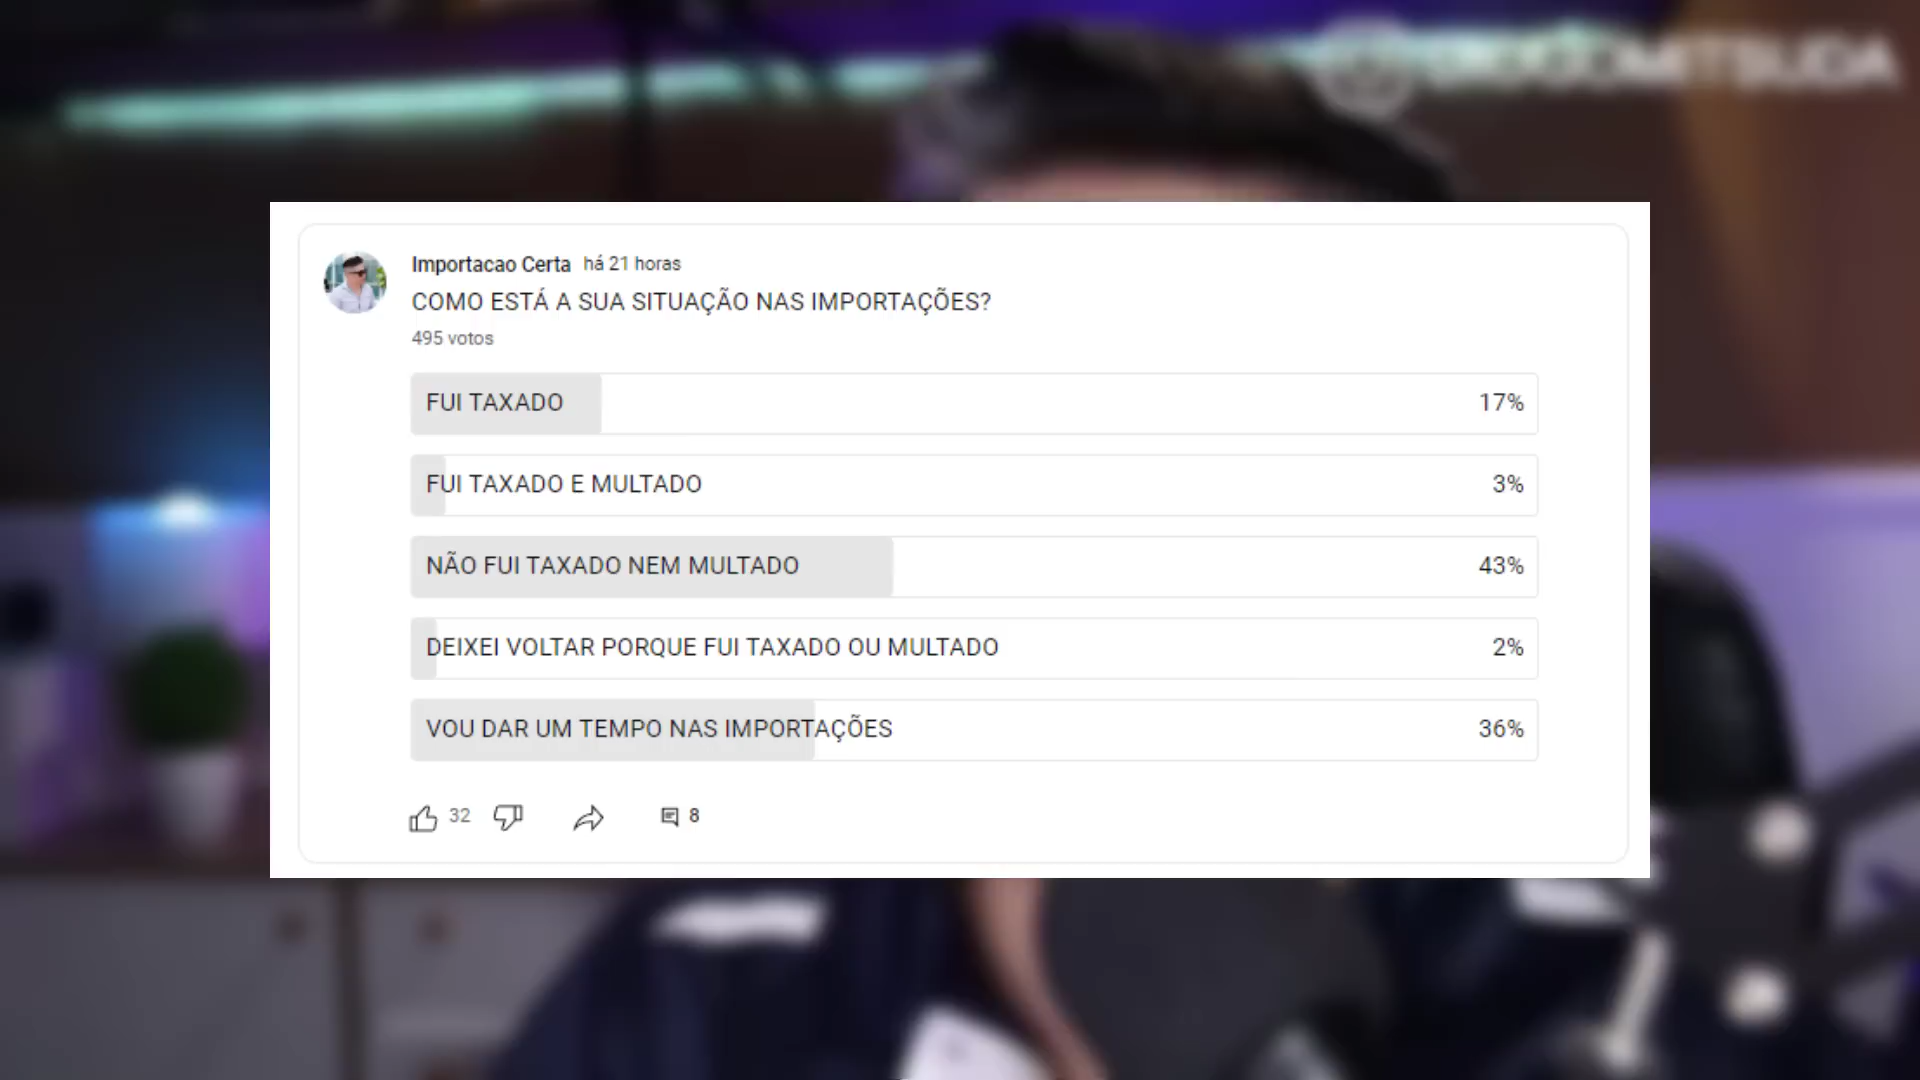 DIOGOMITSUDA
Importacao Certa há 21 horas
COMO ESTÁ A SUA SITUAÇÃO NAS IMPORTAÇÕES?
495 votos
FUI TAXADO 17%
FUI TAXADO E MULTADO 3%
NÃO FUI TAXADO NEM MULTADO 43%
DEIXEI VOLTAR PORQUE FUI TAXADO OU MULTADO 2%
VOU DAR UM TEMPO NAS IMPORTAÇÕES 36%
32 8